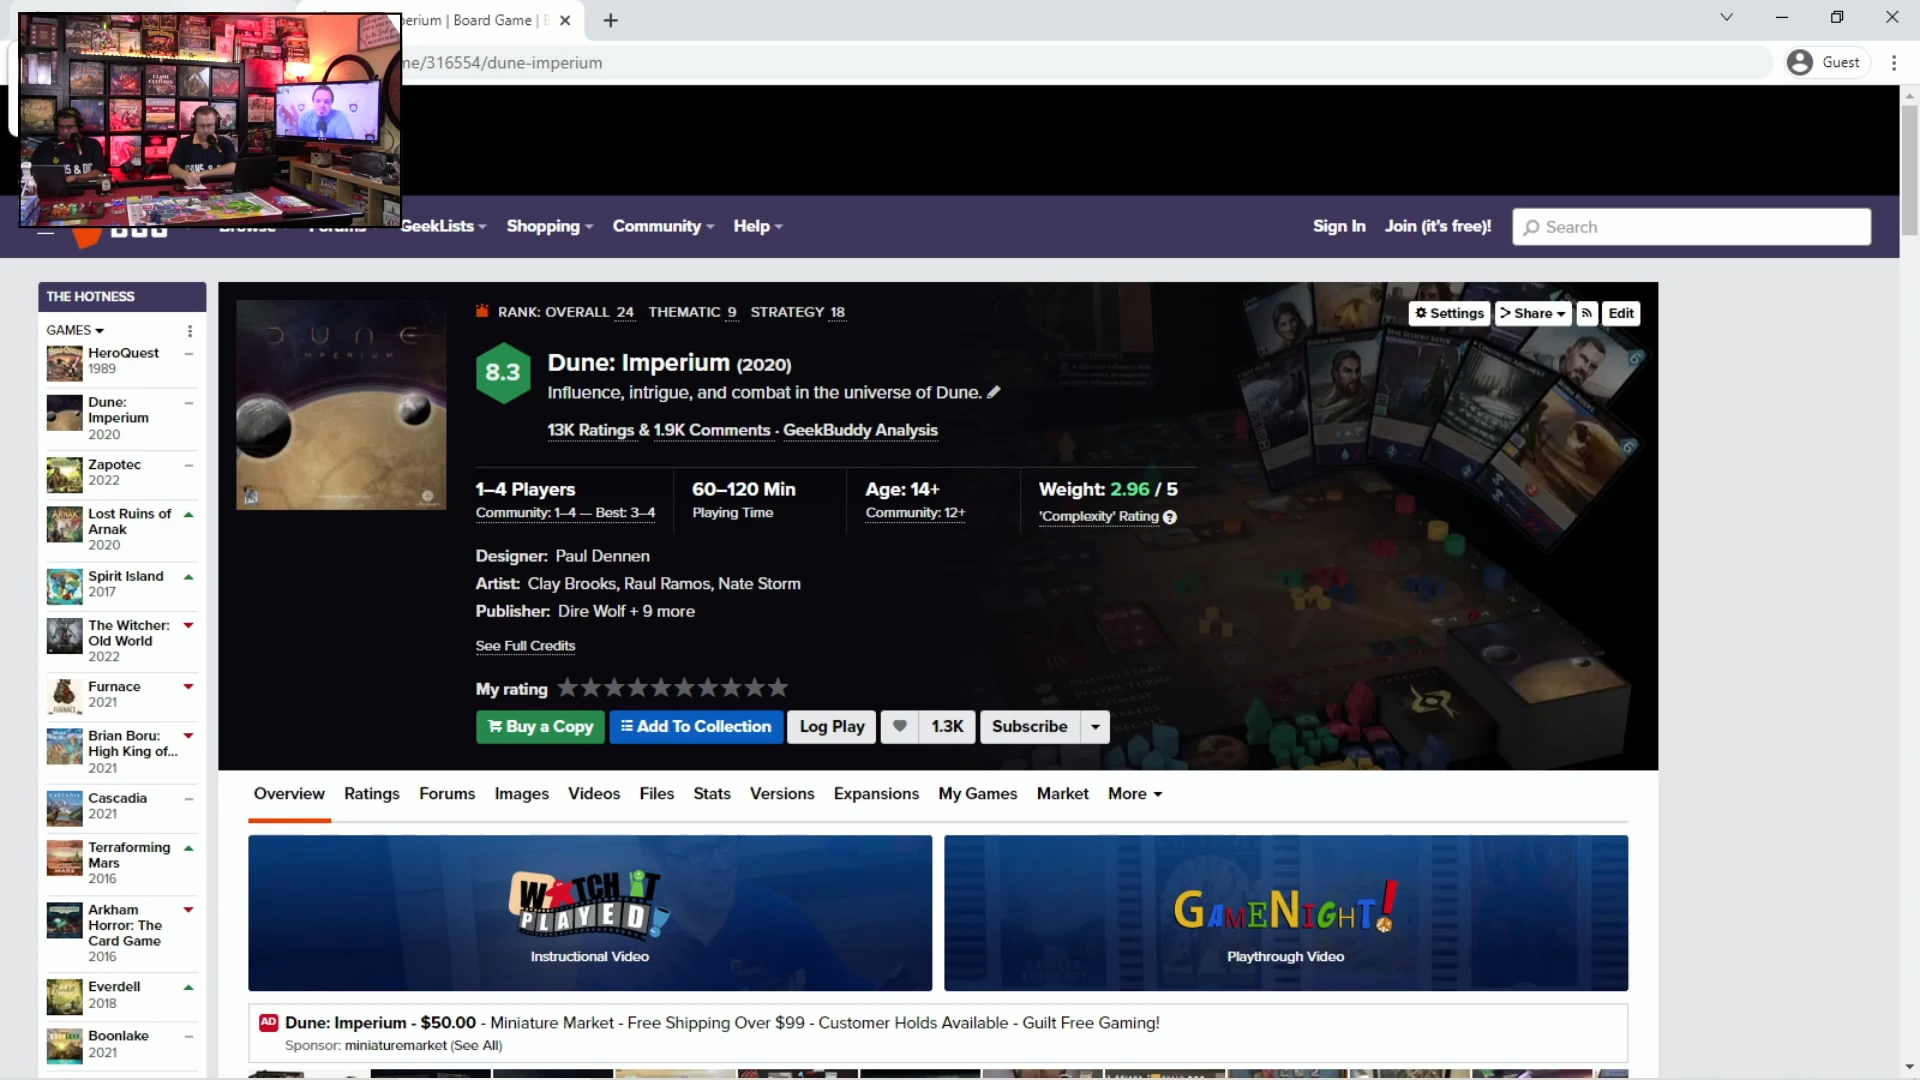 perium | Board Game | B
me/316554/dune-imperium
Guest
GeekLists
Shopping
Community
Help
Sign In
Join (it's free)!
Search
THE HOTNESS
GAMES
HeroQuest
1989
Dune:
Imperium
2020
Zapotec
2022
Lost Ruins of
Arnak
2020
Spirit Island
2017
The Witcher:
Old World
2022
Furnace
2021
Brian Boru:
High King of...
2021
Cascadia
2021
Terraforming
Mars
2016
Arkham
Horror: The
Card Game
2016
Everdell
2018
Boonlake
2021
DUNE
IMPERIUM
RANK: OVERALL 24 THEMATIC 9 STRATEGY 18
Settings
Share
Edit
8.3
Dune: Imperium (2020)
Influence, intrigue, and combat in the universe of Dune.
13K Ratings & 1.9K Comments · GeekBuddy Analysis
1–4 Players
Community: 1–4 — Best: 3–4
60–120 Min
Playing Time
Age: 14+
Community: 12+
Weight: 2.96 / 5
'Complexity' Rating
Designer: Paul Dennen
Artist: Clay Brooks, Raul Ramos, Nate Storm
Publisher: Dire Wolf + 9 more
See Full Credits
My rating
Buy a Copy
Add To Collection
Log Play
1.3K
Subscribe
Overview
Ratings
Forums
Images
Videos
Files
Stats
Versions
Expansions
My Games
Market
More
WATCH IT
PLAYED
Instructional Video
GAMENIGHT!
Playthrough Video
AD Dune: Imperium - $50.00 - Miniature Market - Free Shipping Over $99 - Customer Holds Available - Guilt Free Gaming!
Sponsor: miniaturemarket (See All)